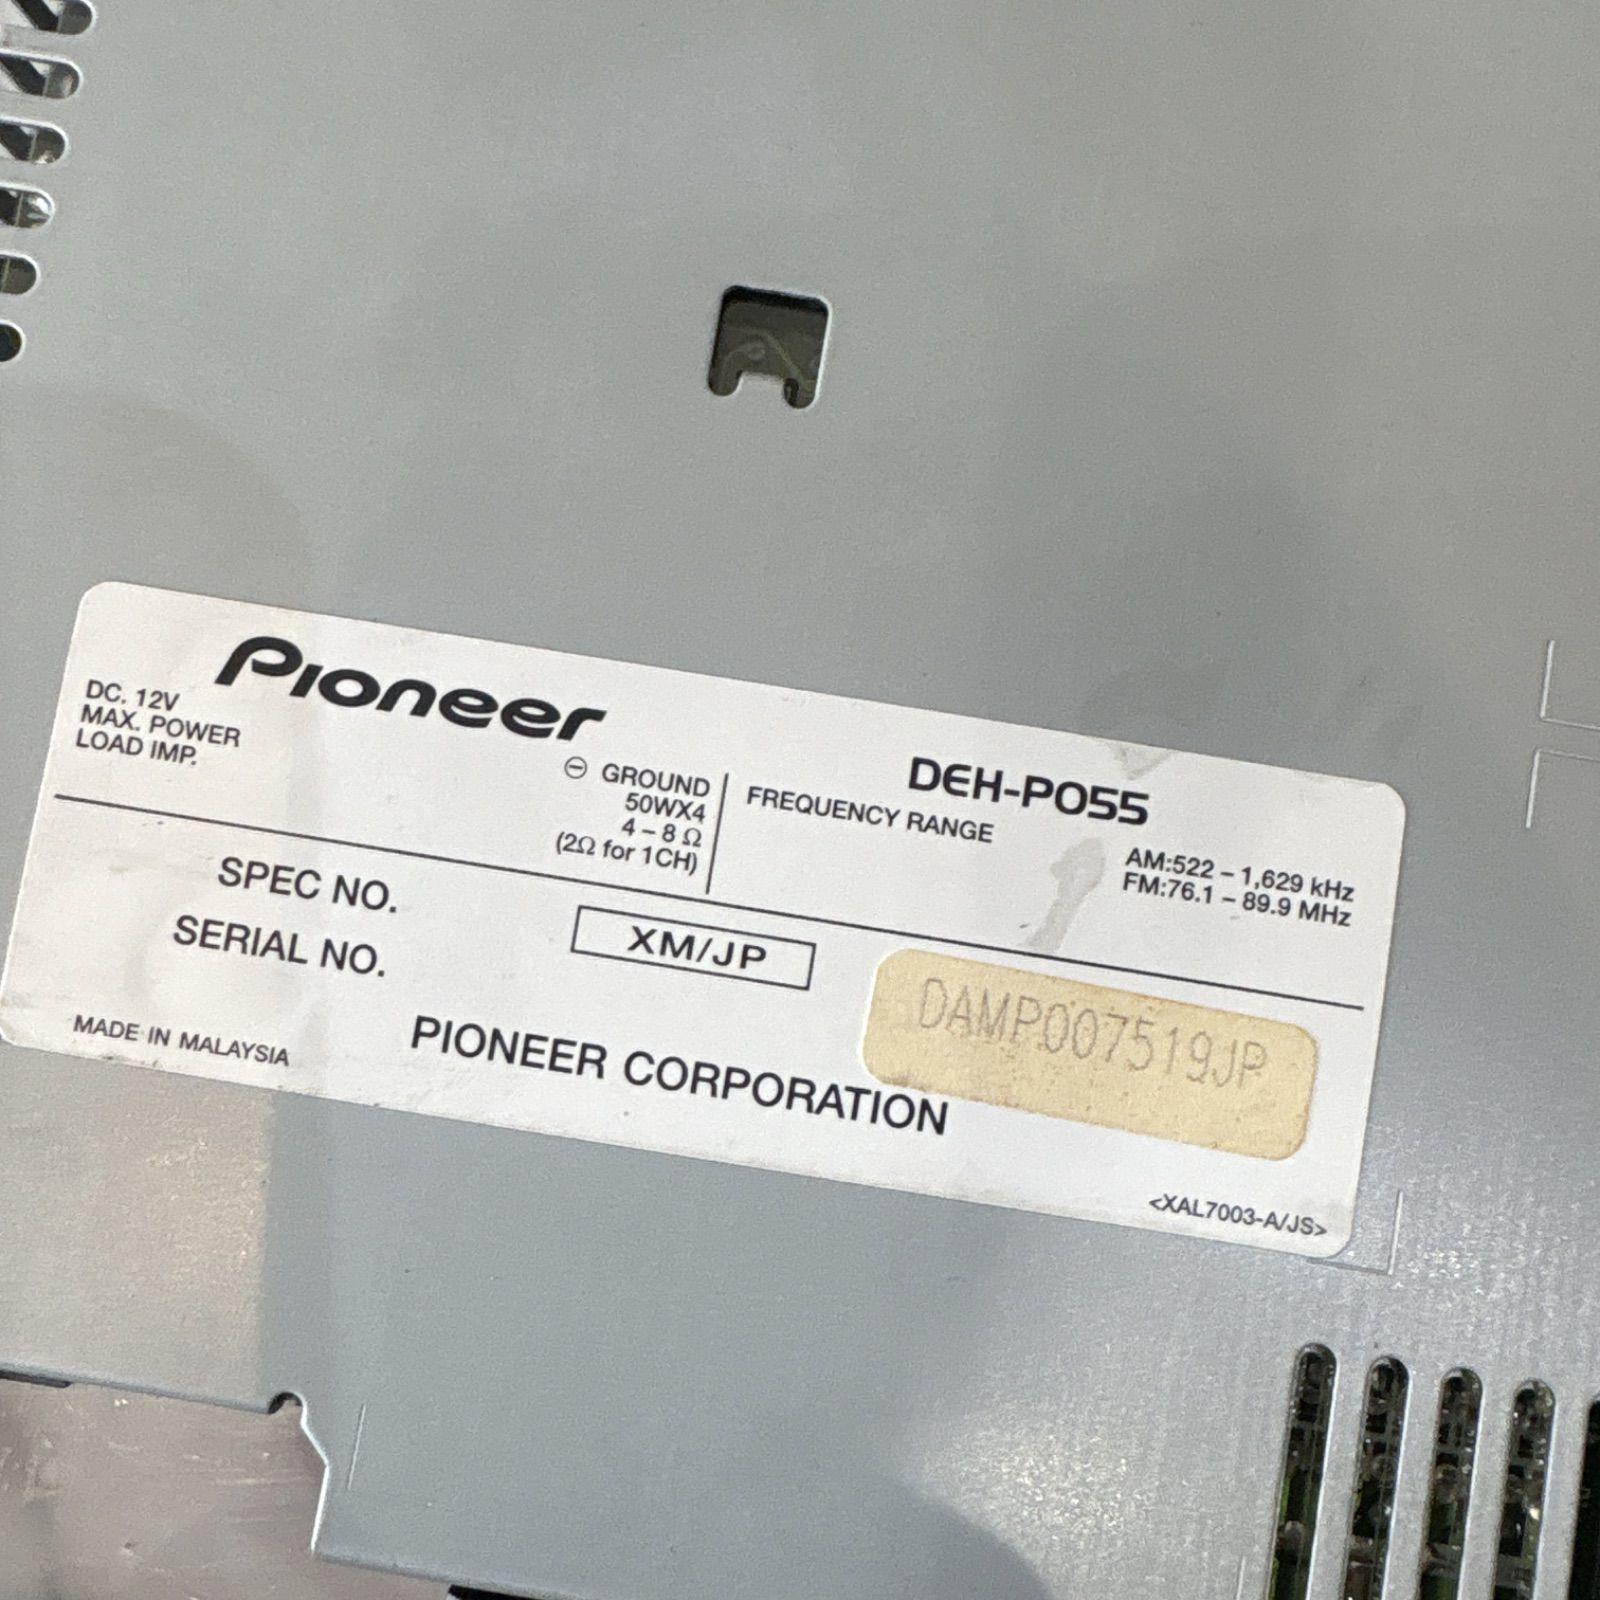 Pioneer
DEH-P055
DC. 12V
MAX. POWER
LOAD IMP.
⊖ GROUND
50WX4
4 – 8 Ω
(2Ω for 1CH)
FREQUENCY RANGE
AM:522 – 1,629 kHz
FM:76.1 – 89.9 MHz
SPEC NO.
XM/JP
SERIAL NO.
DAMP007519JP
MADE IN MALAYSIA
PIONEER CORPORATION
<XAL7003-A/JS>